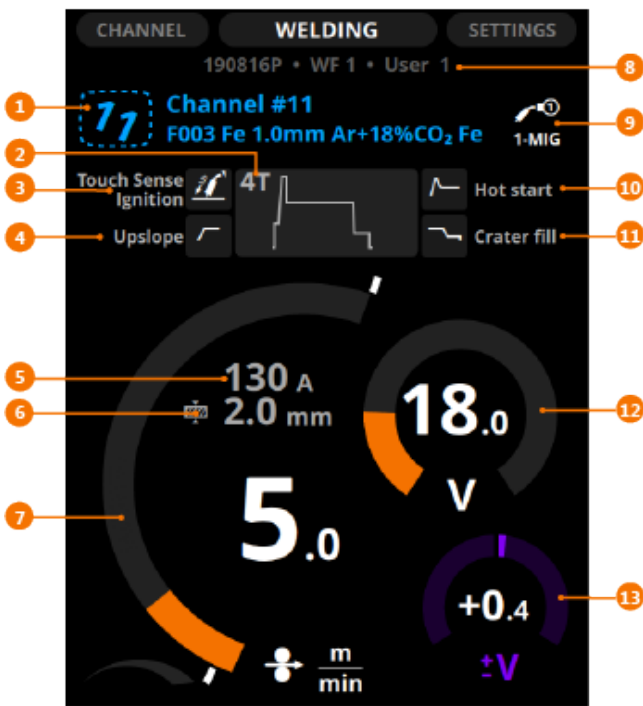 CHANNEL WELDING SETTINGS
190816P • WF 1 • User 1
8
1
11
Channel #11
F003 Fe 1.0mm Ar+18%CO₂ Fe
1
1-MIG
9
2
3
Touch Sense
Ignition
4T
Hot start
10
4
Upslope
Crater fill
11
5
130 A
6
2.0 mm
18.0
12
V
7
5.0
+0.4
13
±V
m
min